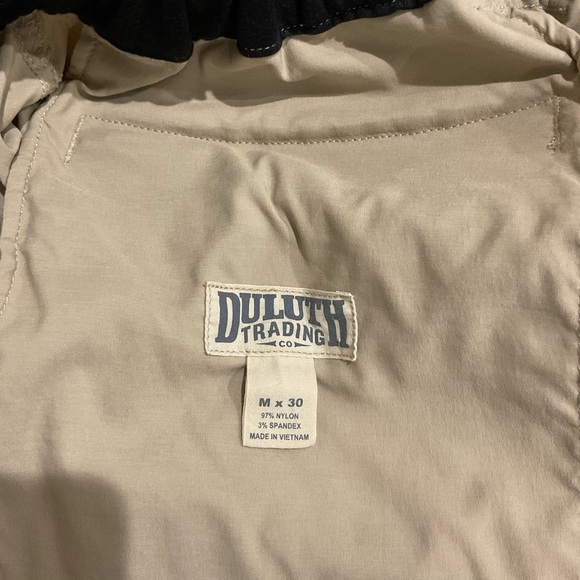 DULUTH
TRADING
CO
M x 30
97% NYLON
3% SPANDEX
MADE IN VIETNAM